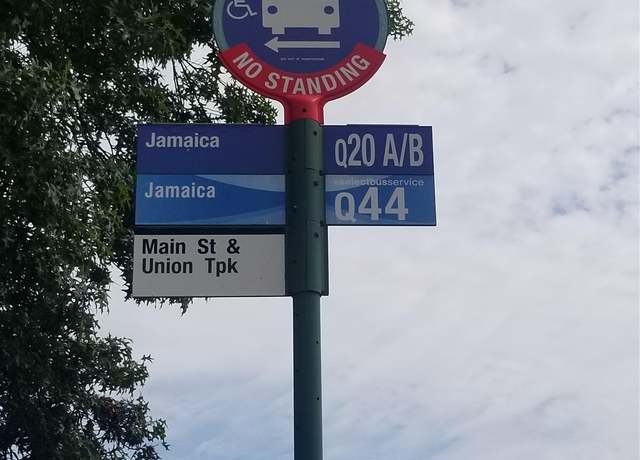 NO STANDING
Jamaica
Q20 A/B
Jamaica
selectbusservice
Q44
Main St &
Union Tpk